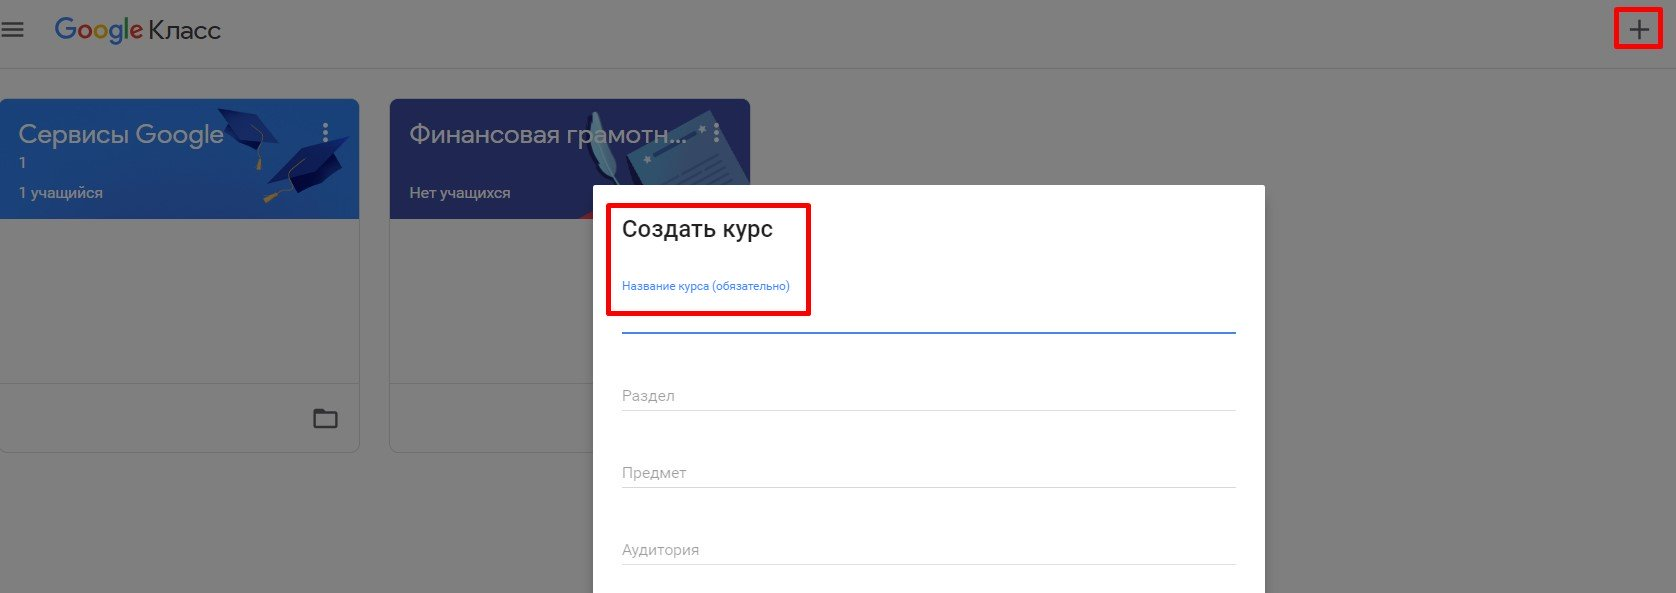 Google Класс
Сервисы Google
1
1 учащийся
Финансовая грамотн...
Нет учащихся
Создать курс
Название курса (обязательно)
Раздел
Предмет
Аудитория